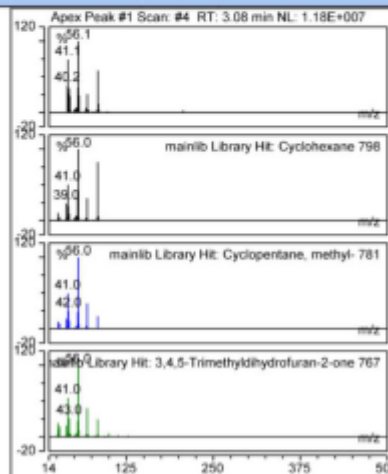 Apex Peak #1 Scan: #4 RT: 3.08 min NL: 1.18E+007
120
%
56.1
41.1
40.2
-20
m/z
120
mainlib Library Hit: Cyclohexane 798
%
56.0
41.0
39.0
-20
m/z
120
mainlib Library Hit: Cyclopentane, methyl- 781
%
56.0
41.0
42.0
-20
m/z
120
Library Hit: 3,4,5-Trimethyldihydrofuran-2-one 767
56.0
41.0
43.0
-20
m/z
14 125 250 375